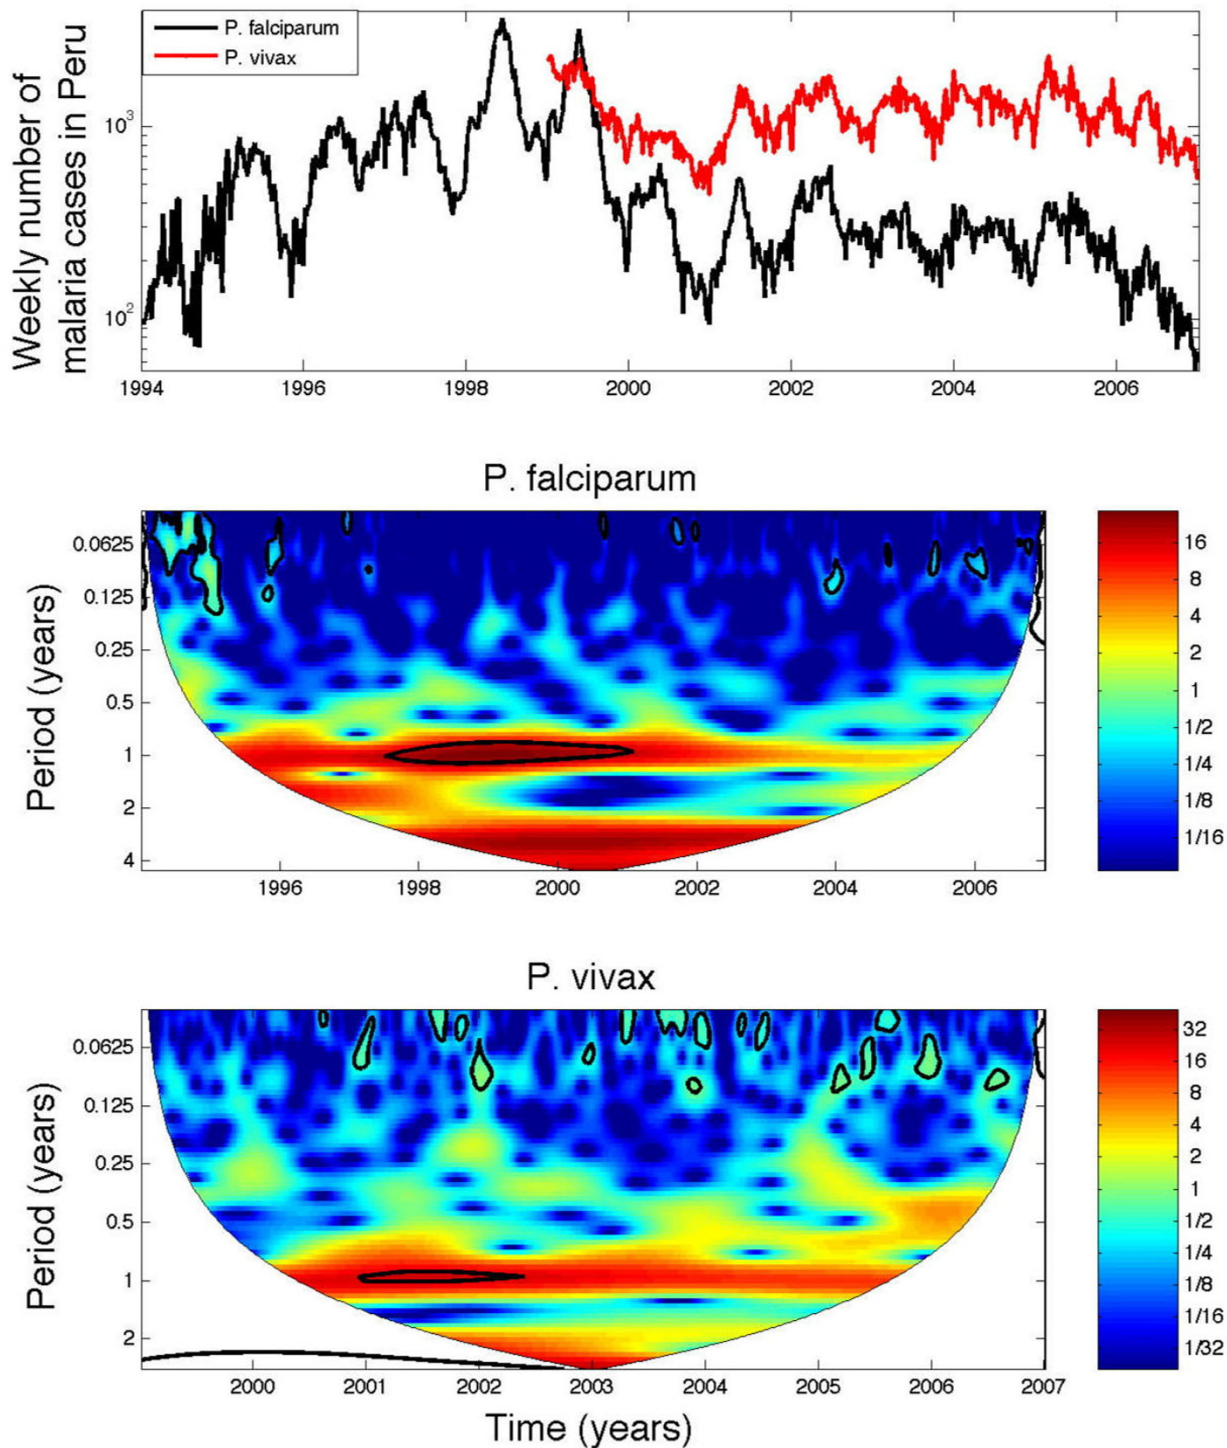 P. falciparum
P. vivax
Weekly number of
malaria cases in Peru
10^3
10^2
1994 1996 1998 2000 2002 2004 2006
P. falciparum
Period (years)
0.0625
0.125
0.25
0.5
1
2
4
1996 1998 2000 2002 2004 2006
16
8
4
2
1
1/2
1/4
1/8
1/16
P. vivax
Period (years)
0.0625
0.125
0.25
0.5
1
2
2000 2001 2002 2003 2004 2005 2006 2007
32
16
8
4
2
1
1/2
1/4
1/8
1/16
1/32
Time (years)